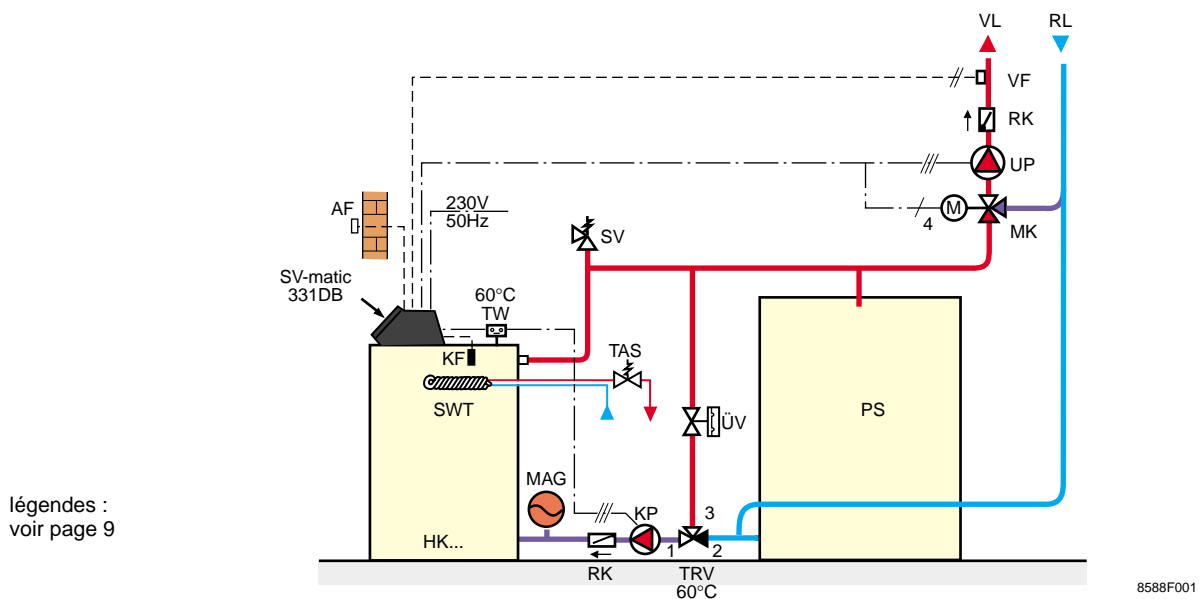 VL
RL
VF
RK
UP
AF
230V
50Hz
M
4
MK
SV
SV-matic
331DB
60°C
TW
KF
TAS
SWT
ÜV
PS
MAG
légendes :
voir page 9
KP
3
HK...
1
2
RK
TRV
60°C
8588F001